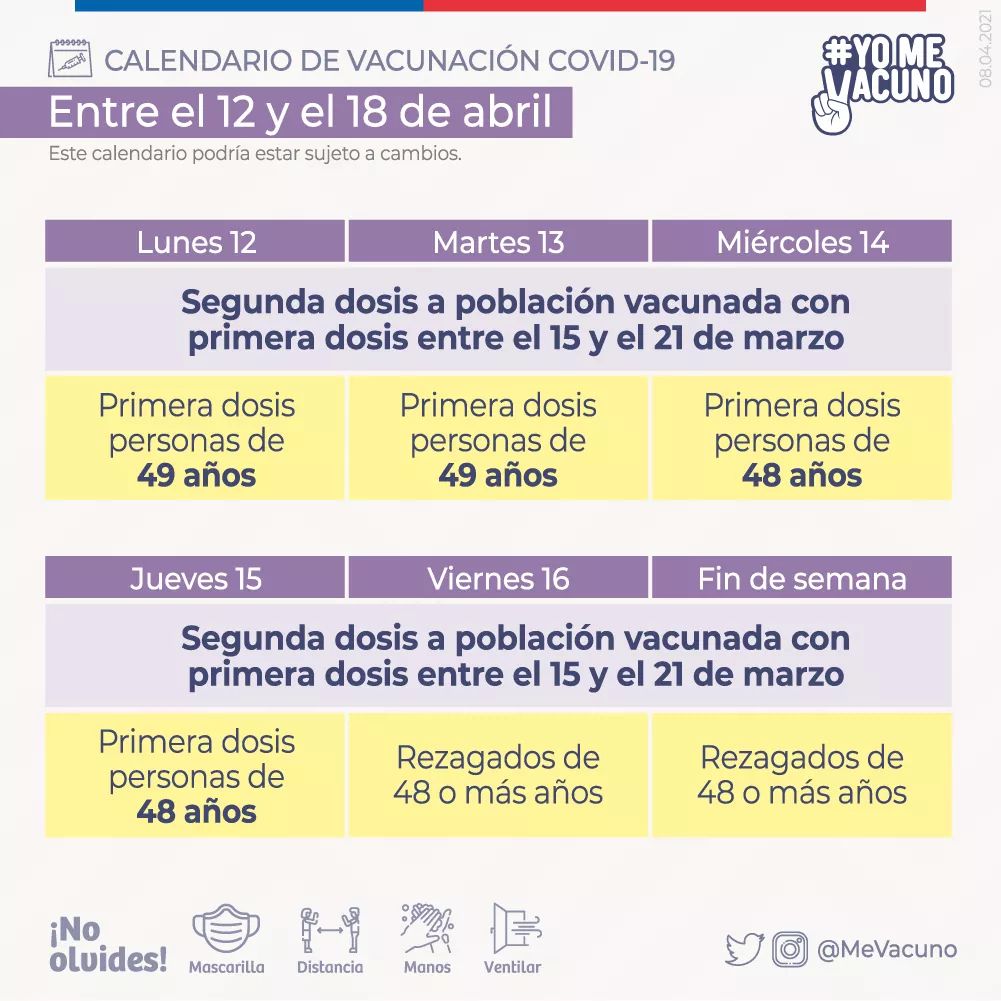 CALENDARIO DE VACUNACIÓN COVID-19
#YO ME
VACUNO
08.04.2021
Entre el 12 y el 18 de abril
Este calendario podría estar sujeto a cambios.
Lunes 12
Martes 13
Miércoles 14
Segunda dosis a población vacunada con
primera dosis entre el 15 y el 21 de marzo
Primera dosis
personas de
49 años
Primera dosis
personas de
49 años
Primera dosis
personas de
48 años
Jueves 15
Viernes 16
Fin de semana
Segunda dosis a población vacunada con
primera dosis entre el 15 y el 21 de marzo
Primera dosis
personas de
48 años
Rezagados de
48 o más años
Rezagados de
48 o más años
¡No
olvides!
Mascarilla
Distancia
Manos
Ventilar
@MeVacuno